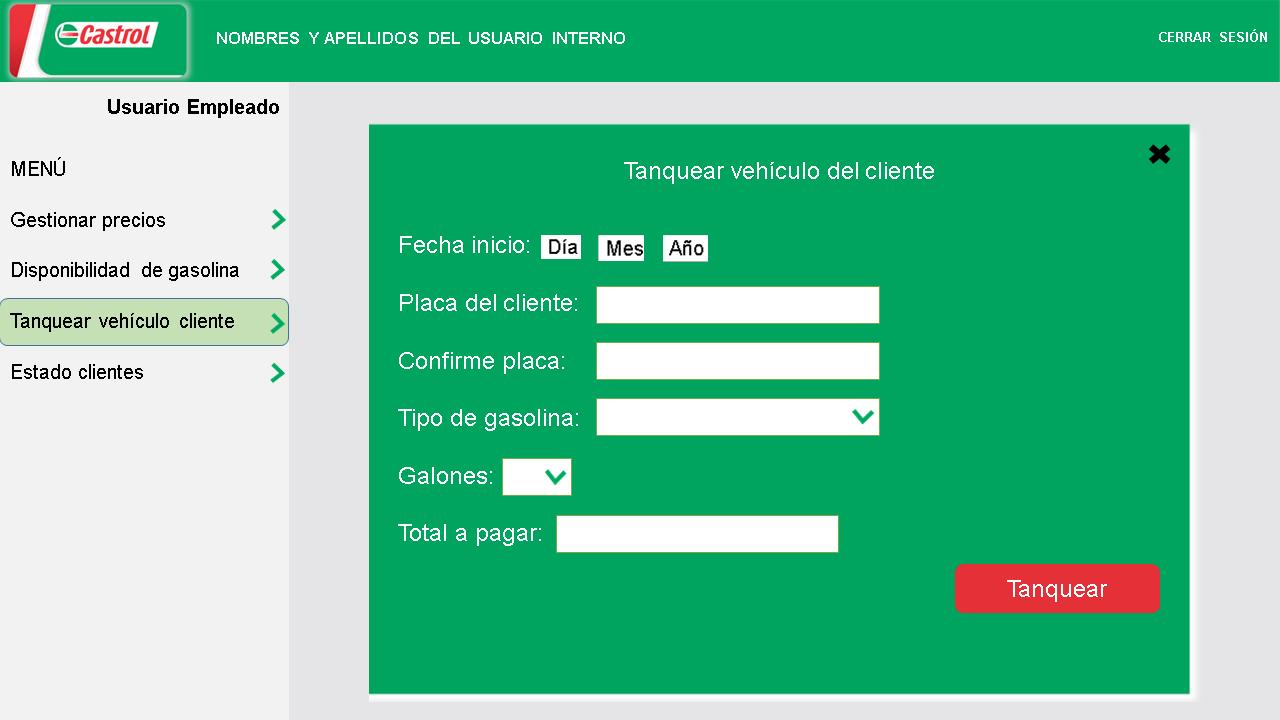 Castrol
NOMBRES Y APELLIDOS DEL USUARIO INTERNO
CERRAR SESIÓN
Usuario Empleado
MENÚ
Gestionar precios
Disponibilidad de gasolina
Tanquear vehículo cliente
Estado clientes
Tanquear vehículo del cliente
Fecha inicio: Día Mes Año
Placa del cliente:
Confirme placa:
Tipo de gasolina:
Galones:
Total a pagar:
Tanquear